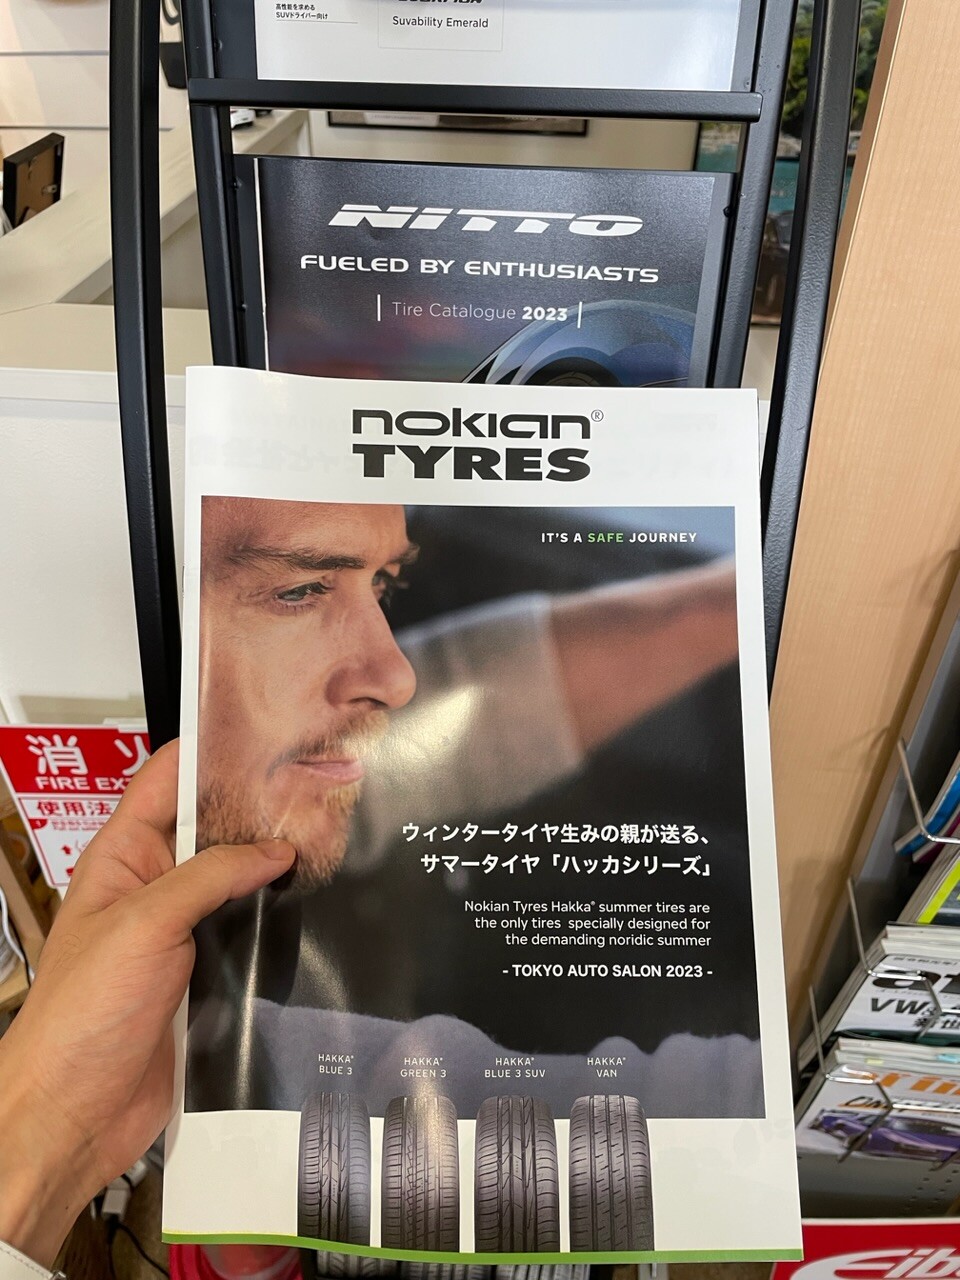 高性能を求める
SUVドライバー向け
Suvability Emerald
NITTO
FUELED BY ENTHUSIASTS
Tire Catalogue 2023
nokian®
TYRES
IT'S A SAFE JOURNEY
ウィンタータイヤ生みの親が送る、
サマータイヤ「ハッカシリーズ」
Nokian Tyres Hakka® summer tires are
the only tires specially designed for
the demanding noridic summer
- TOKYO AUTO SALON 2023 -
HAKKA®
BLUE 3
HAKKA®
GREEN 3
HAKKA®
BLUE 3 SUV
HAKKA®
VAN
消火
FIRE EX
使用法
VW
Eiba